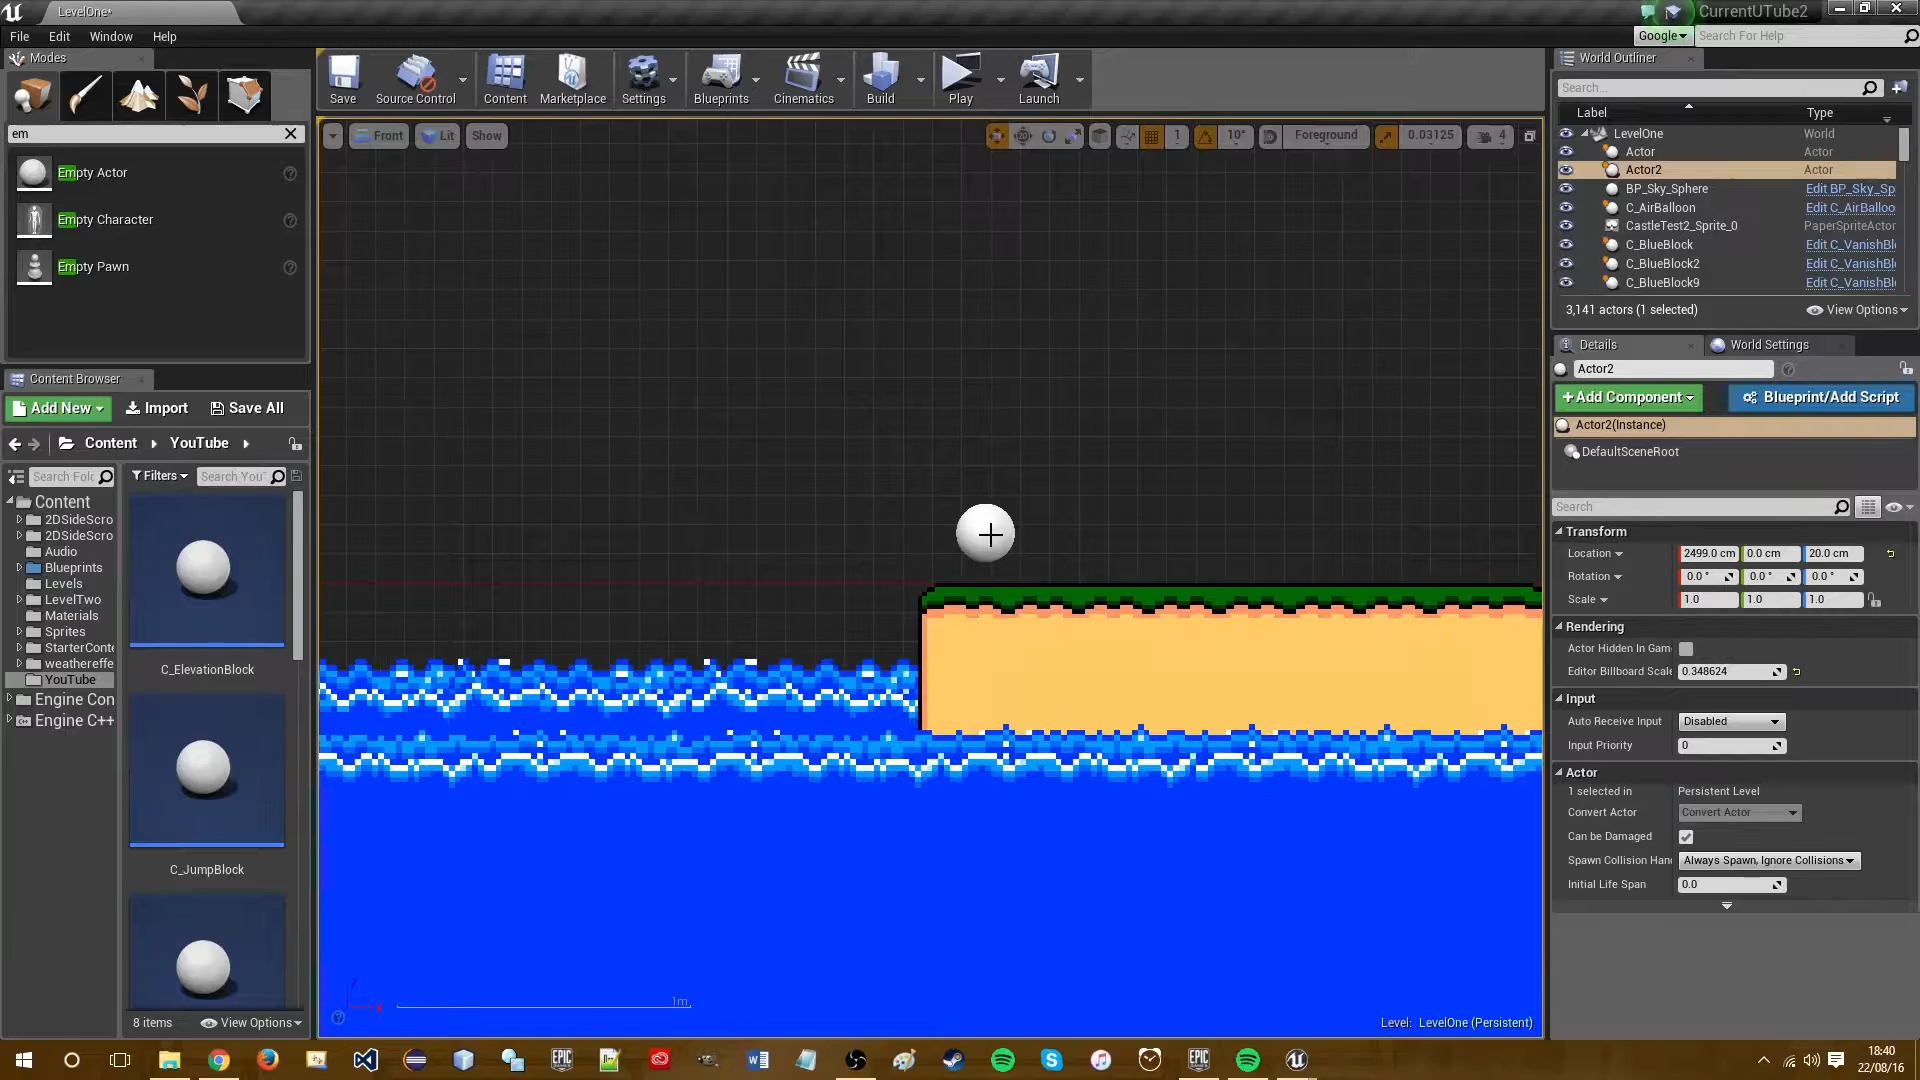 LevelOne*
CurrentUTube2
File Edit Window Help
Google
Search For Help
Modes
em
Empty Actor
Empty Character
Empty Pawn
Save
Source Control
Content
Marketplace
Settings
Blueprints
Cinematics
Build
Play
Launch
Front
Lit
Show
1
10°
Foreground
0.03125
4
Level: LevelOne (Persistent)
1m
Content Browser
Add New
Import
Save All
Content
YouTube
Search Fol
Filters
Search You
Content
2DSideScro
2DSideScro
Audio
Blueprints
Levels
LevelTwo
Materials
Sprites
StarterConte
weathereffe
YouTube
Engine Con
Engine C++
C_ElevationBlock
C_JumpBlock
8 items
View Options
World Outliner
Search...
Label Type
LevelOne World
Actor Actor
Actor2 Actor
BP_Sky_Sphere Edit BP_Sky_Sp
C_AirBalloon Edit C_AirBalloo
CastleTest2_Sprite_0 PaperSpriteActor
C_BlueBlock Edit C_VanishBl
C_BlueBlock2 Edit C_VanishBl
C_BlueBlock9 Edit C_VanishBl
3,141 actors (1 selected)
View Options
Details
World Settings
Actor2
+Add Component
Blueprint/Add Script
Actor2(Instance)
DefaultSceneRoot
Search
Transform
Location 2499.0 cm 0.0 cm 20.0 cm
Rotation 0.0° 0.0° 0.0°
Scale 1.0 1.0 1.0
Rendering
Actor Hidden In Gam
Editor Billboard Scale 0.348624
Input
Auto Receive Input Disabled
Input Priority 0
Actor
1 selected in Persistent Level
Convert Actor Convert Actor
Can be Damaged
Spawn Collision Han Always Spawn, Ignore Collisions
Initial Life Span 0.0
18:40
22/08/16